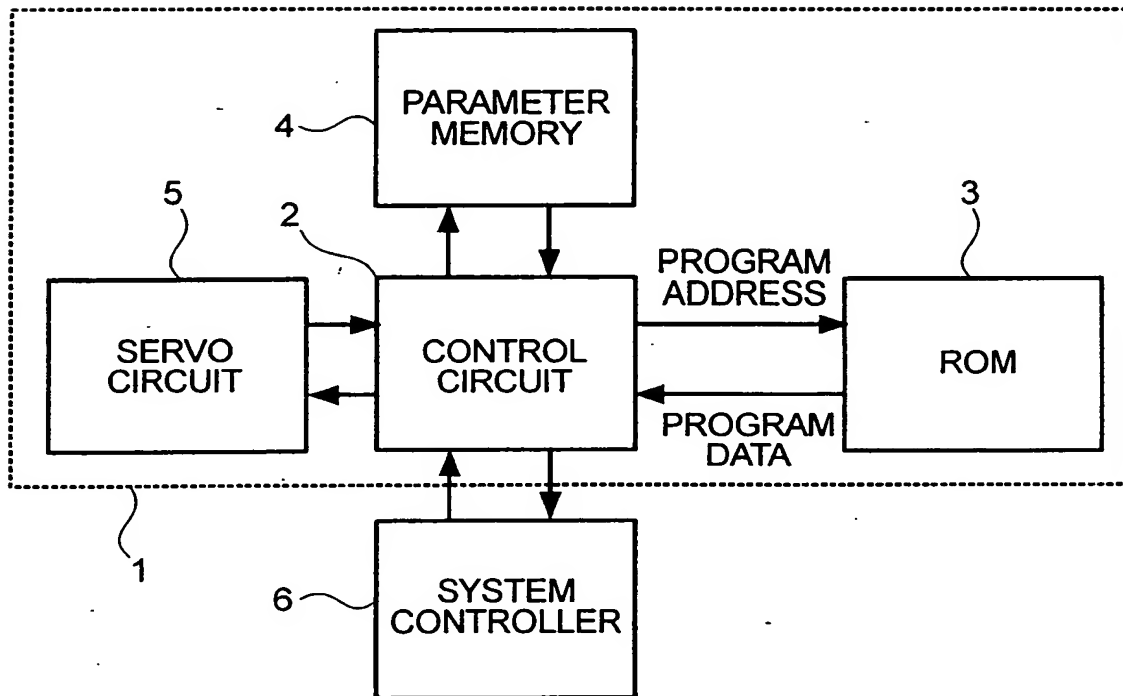 PARAMETER
MEMORY
4
5
2
3
PROGRAM
ADDRESS
SERVO
CIRCUIT
CONTROL
CIRCUIT
ROM
PROGRAM
DATA
1
6
SYSTEM
CONTROLLER